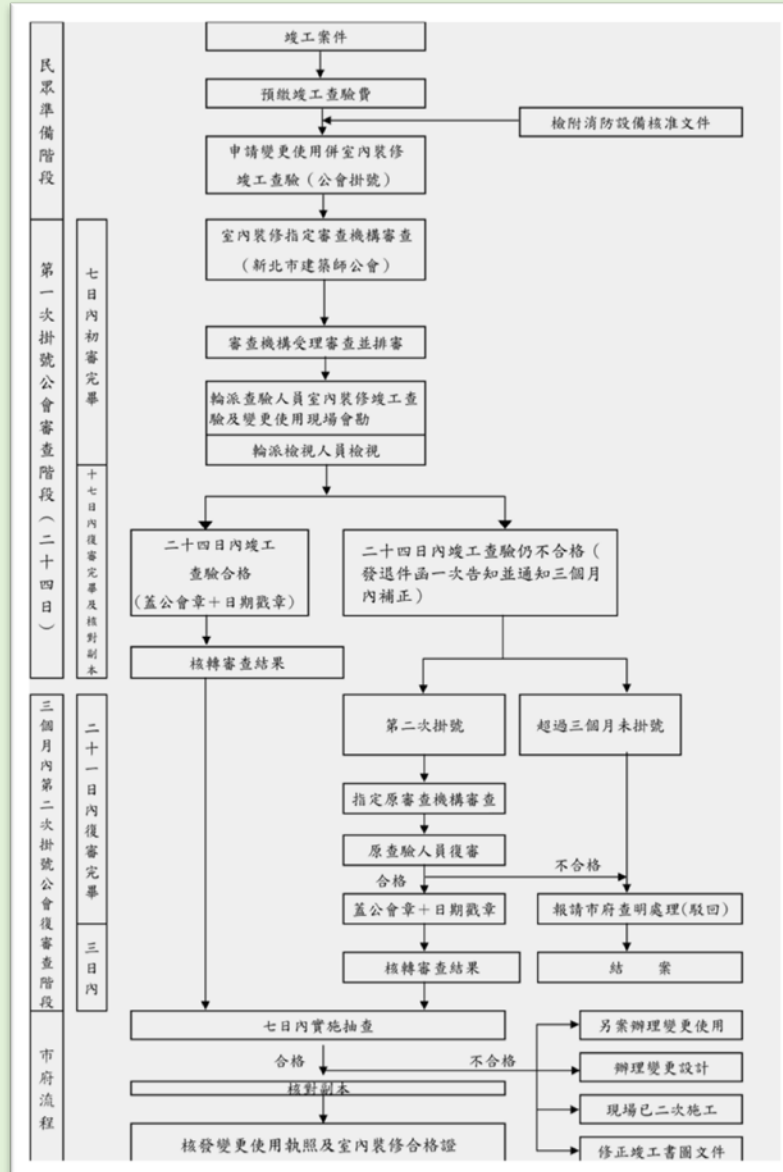 民眾準備階段
竣工案件
預繳竣工查驗費
檢附消防設備核准文件
申請變更使用併室內裝修
竣工查驗（公會掛號）
第一次掛號公會審查階段（二十四日）
七日內初審完畢
室內裝修指定審查機構審查
（新北市建築師公會）
審查機構受理審查並排審
輪派查驗人員室內裝修竣工查
驗及變更使用現場會勘
輪派檢視人員檢視
十七日內復審完畢及核對副本
二十四日內竣工
查驗合格
(蓋公會章＋日期戳章)
二十四日內竣工查驗仍不合格（
發退件函一次告知並通知三個月
內補正）
核轉審查結果
三個月內第二次掛號公會復審查階段
二十一日內復審完畢
第二次掛號
超過三個月未掛號
指定原審查機構審查
原查驗人員復審
合格
不合格
蓋公會章＋日期戳章
報請市府查明處理(駁回)
三日內
核轉審查結果
結　案
市府流程
七日內實施抽查
合格
不合格
另案辦理變更使用
辦理變更設計
核對副本
現場已二次施工
核發變更使用執照及室內裝修合格證
修正竣工書圖文件